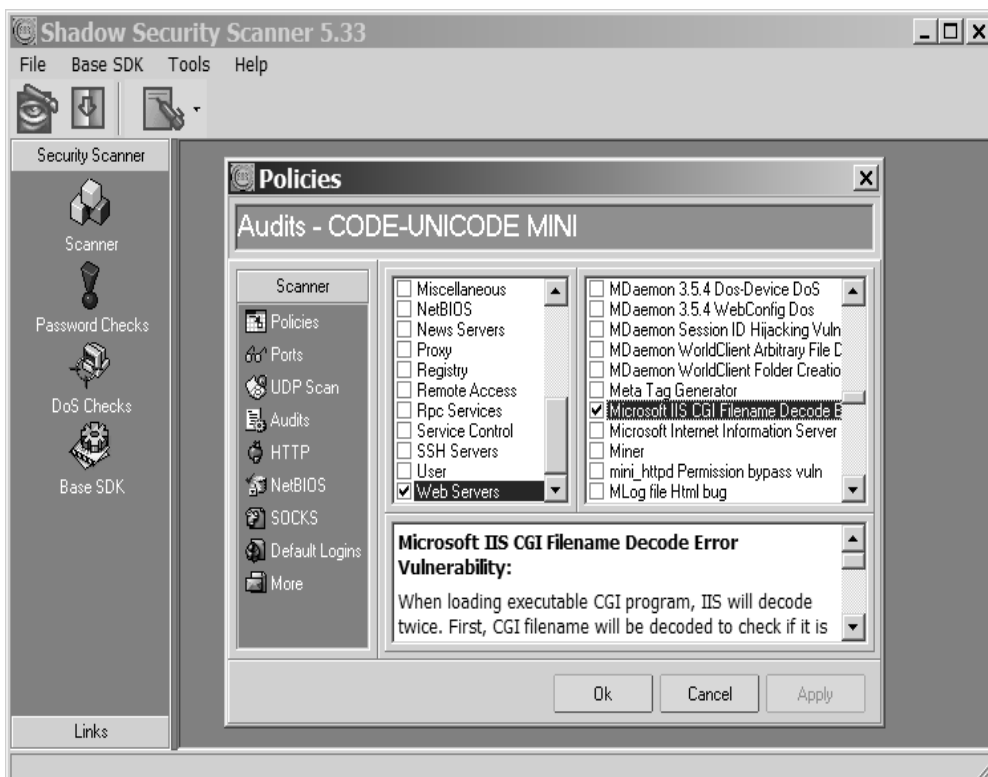 Shadow Security Scanner 5.33
File Base SDK Tools Help
Security Scanner
Scanner
Password Checks
DoS Checks
Base SDK
Links
Policies
Audits - CODE-UNICODE MINI
Scanner
Policies
Ports
UDP Scan
Audits
HTTP
NetBIOS
SOCKS
Default Logins
More
Miscellaneous
NetBIOS
News Servers
Proxy
Registry
Remote Access
Rpc Services
Service Control
SSH Servers
User
Web Servers
MDaemon 3.5.4 Dos-Device DoS
MDaemon 3.5.4 WebConfig Dos
MDaemon Session ID Hijacking Vuln
MDaemon WorldClient Arbitrary File D
MDaemon WorldClient Folder Creatio
Meta Tag Generator
Microsoft IIS CGI Filename Decode E
Microsoft Internet Information Server
Miner
mini_httpd Permission bypass vuln
MLog file Html bug
Microsoft IIS CGI Filename Decode Error
Vulnerability:
When loading executable CGI program, IIS will decode
twice. First, CGI filename will be decoded to check if it is
Ok Cancel Apply